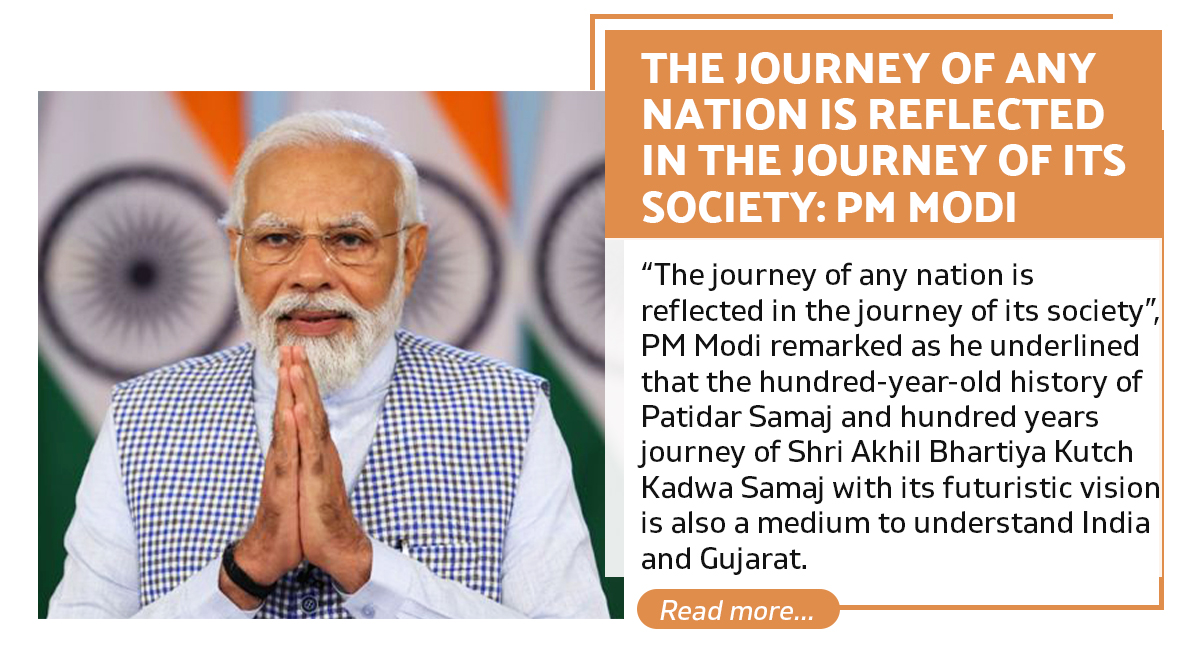 THE JOURNEY OF ANY
NATION IS REFLECTED
IN THE JOURNEY OF ITS
SOCIETY: PM MODI
“The journey of any nation is
reflected in the journey of its society”,
PM Modi remarked as he underlined
that the hundred-year-old history of
Patidar Samaj and hundred years
journey of Shri Akhil Bhartiya Kutch
Kadwa Samaj with its futuristic vision
is also a medium to understand India
and Gujarat.
Read more...